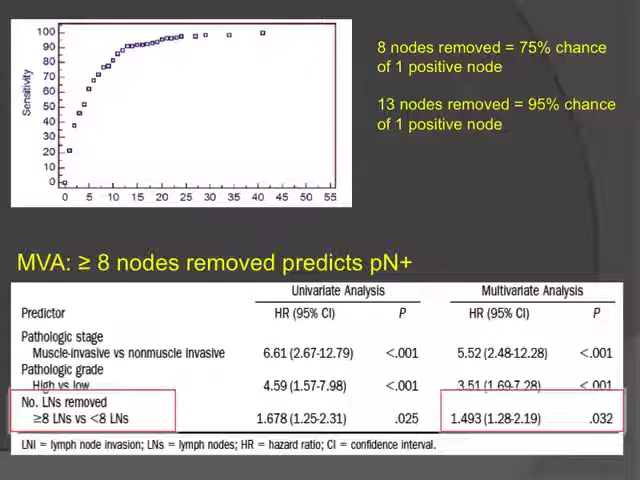 100
90
80
70
60
50
40
30
20
10
0
Sensitivity
0 5 10 15 20 25 30 35 40 45 50 55
8 nodes removed = 75% chance
of 1 positive node
13 nodes removed = 95% chance
of 1 positive node
MVA: ≥ 8 nodes removed predicts pN+
Univariate Analysis Multivariate Analysis
Predictor HR (95% CI) P HR (95% CI) P
Pathologic stage
Muscle-invasive vs nonmuscle invasive 6.61 (2.67-12.79) <.001 5.52 (2.48-12.28) <.001
Pathologic grade
High vs low 4.59 (1.57-7.98) <.001 3.51 (1.69-7.28) <.001
No. LNs removed
≥8 LNs vs <8 LNs 1.678 (1.25-2.31) .025 1.493 (1.28-2.19) .032
LNI = lymph node invasion; LNs = lymph nodes; HR = hazard ratio; CI = confidence interval.